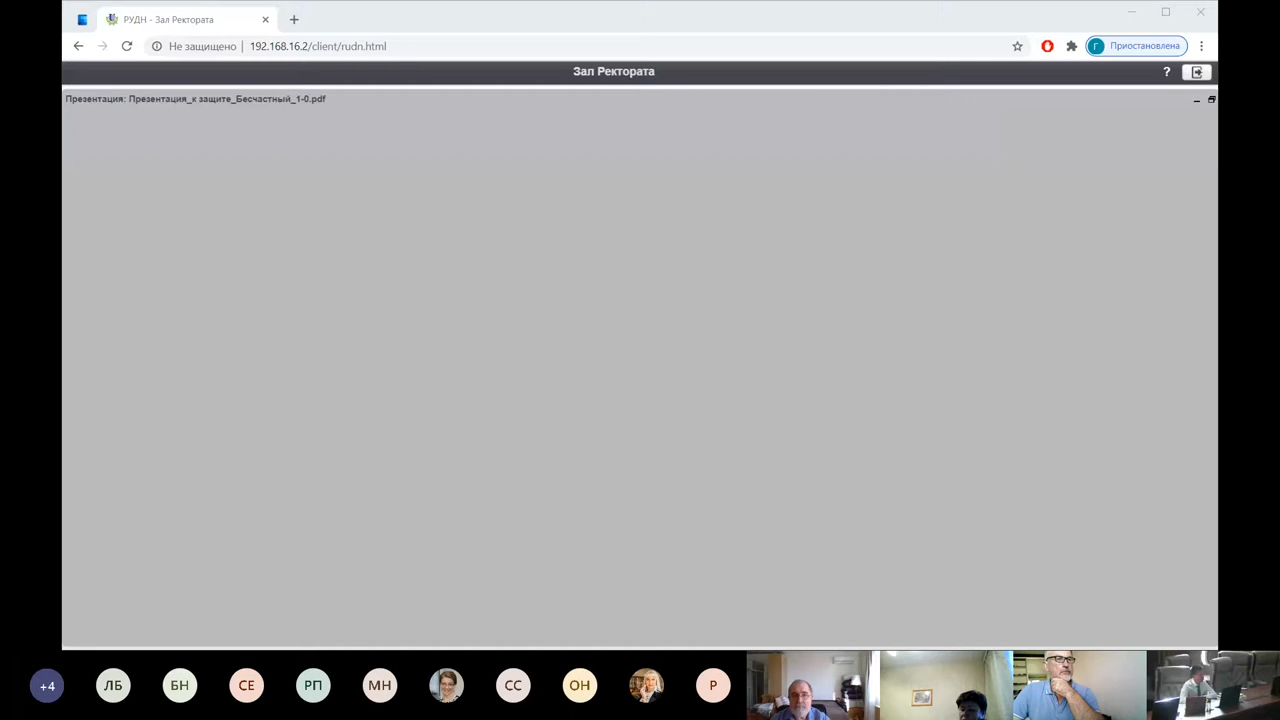 РУДН - Зал Ректората
Не защищено
192.168.16.2/client/rudn.html
Г
Приостановлена
Зал Ректората
?
Презентация: Презентация_к защите_Бесчастный_1-0.pdf
+4
ЛБ
БН
СЕ
РП
МН
СС
ОН
Р